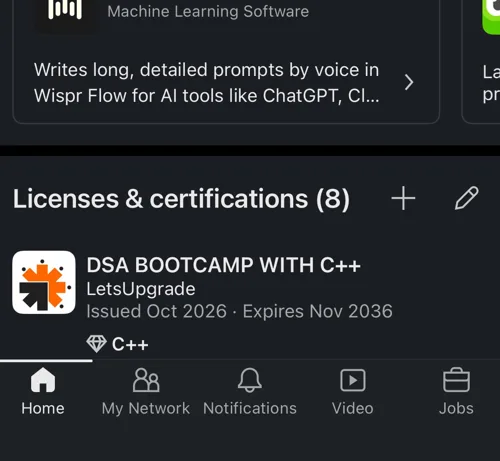 Machine Learning Software
Writes long, detailed prompts by voice in
Wispr Flow for AI tools like ChatGPT, Cl...
La
pr
Licenses & certifications (8)
DSA BOOTCAMP WITH C++
LetsUpgrade
Issued Oct 2026 · Expires Nov 2036
C++
Home
My Network
Notifications
Video
Jobs